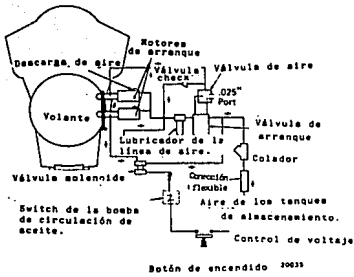 Motores
de arranque
Descarga de aire
Válvula
check
Válvula de aire
.025"
Port
Volante
Lubricador de la
línea de aire.
Válvula de
arranque
Colador
Válvula solenoide
Conección
flexible
Aire de los tanques
de almacenamiento.
Switch de la bomba
de circulación de
aceite.
Control de voltaje
Botón de encendido 20035